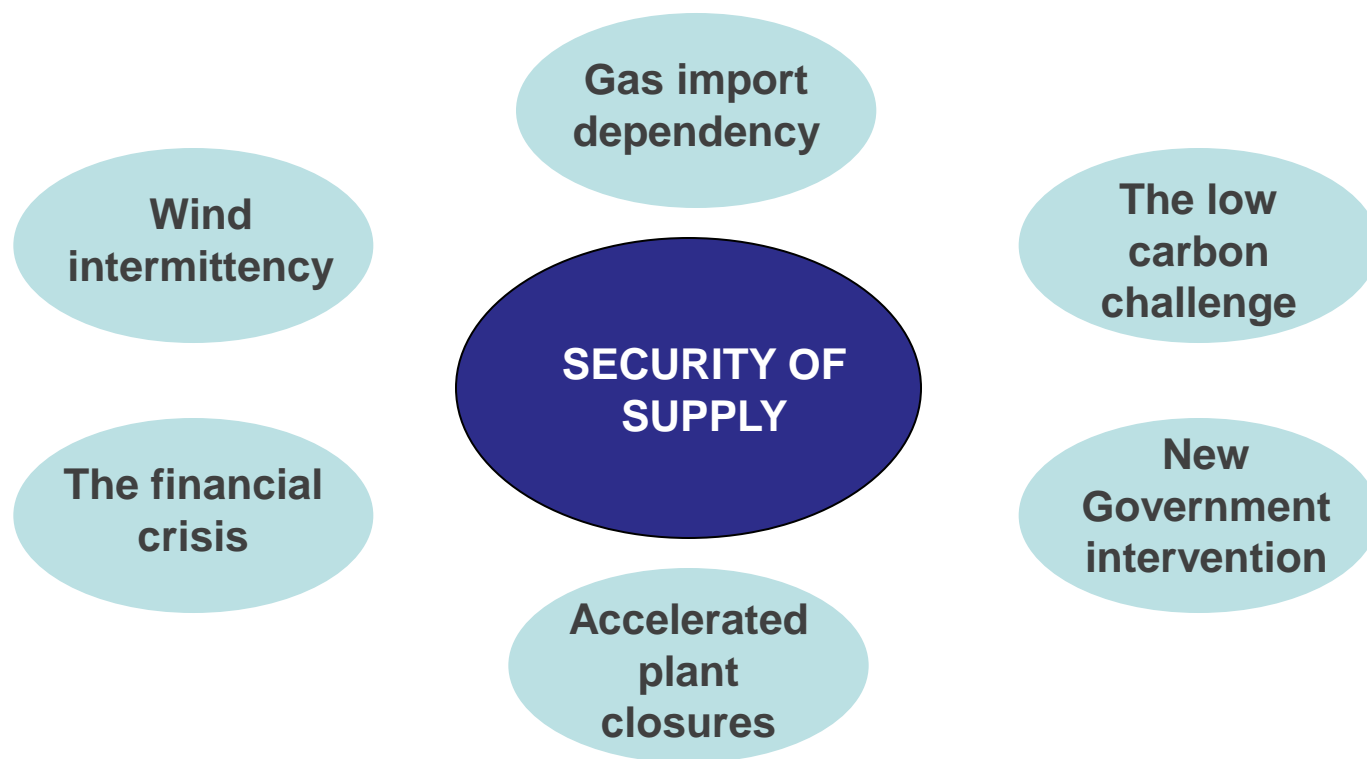 Gas import
dependency
Wind
intermittency
The low
carbon
challenge
SECURITY OF
SUPPLY
The financial
crisis
New
Government
intervention
Accelerated
plant
closures